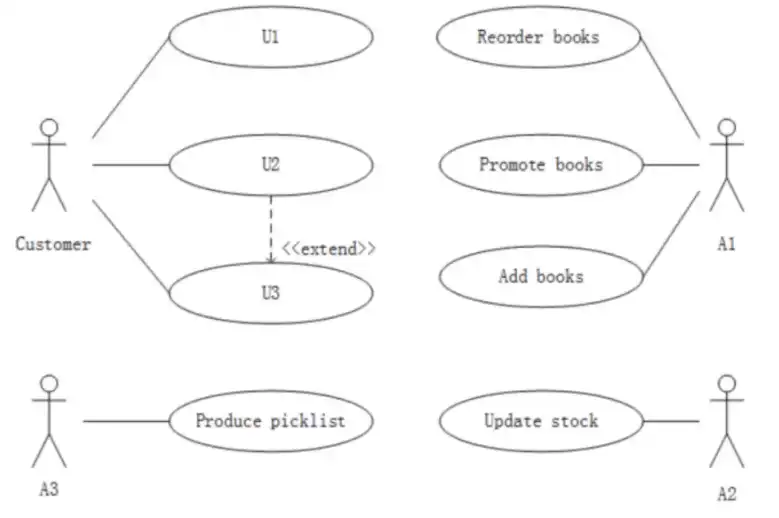 U1
Reorder books
U2
Promote books
Customer
<<extend>>
A1
U3
Add books
Produce picklist
Update stock
A3
A2